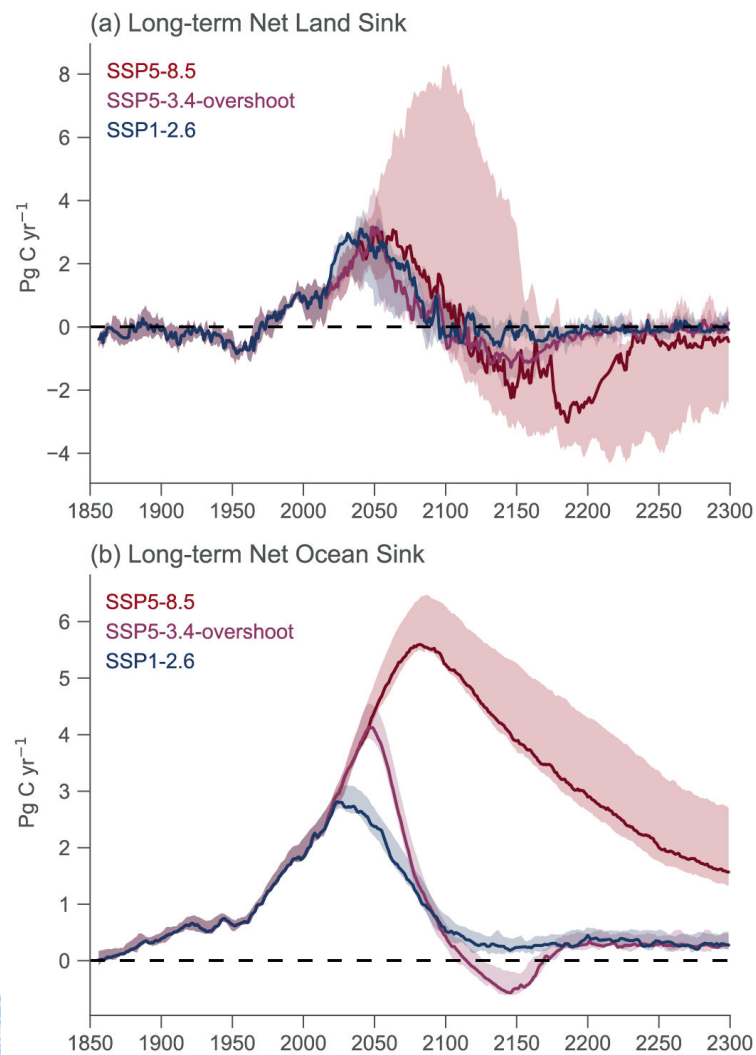 (a) Long-term Net Land Sink
SSP5-8.5
SSP5-3.4-overshoot
SSP1-2.6
Pg C yr⁻¹
8
6
4
2
0
−2
−4
1850 1900 1950 2000 2050 2100 2150 2200 2250 2300
(b) Long-term Net Ocean Sink
SSP5-8.5
SSP5-3.4-overshoot
SSP1-2.6
Pg C yr⁻¹
6
5
4
3
2
1
0
1850 1900 1950 2000 2050 2100 2150 2200 2250 2300